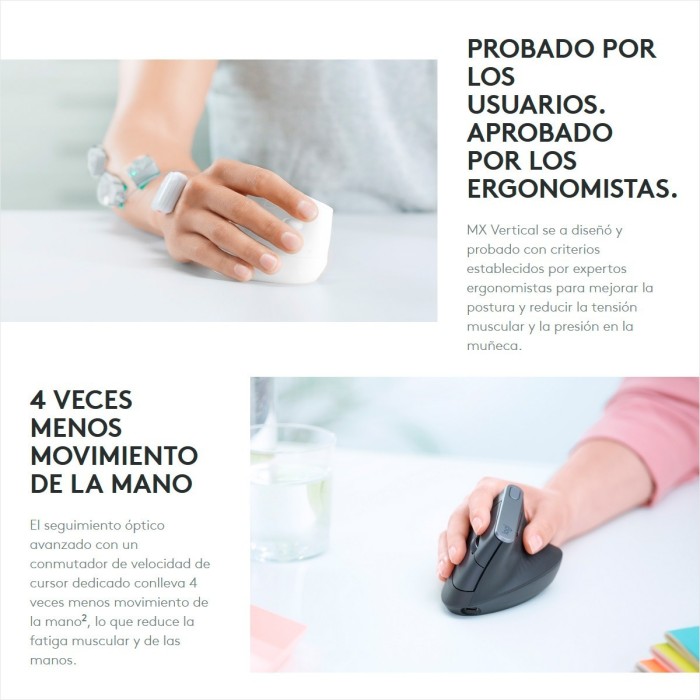 PROBADO POR
LOS
USUARIOS.
APROBADO
POR LOS
ERGONOMISTAS.
MX Vertical se a diseñó y
probado con criterios
establecidos por expertos
ergonomistas para mejorar la
postura y reducir la tensión
muscular y la presión en la
muñeca.
4 VECES
MENOS
MOVIMIENTO
DE LA MANO
El seguimiento óptico
avanzado con un
conmutador de velocidad de
cursor dedicado conlleva 4
veces menos movimiento de
la mano², lo que reduce la
fatiga muscular y de las
manos.